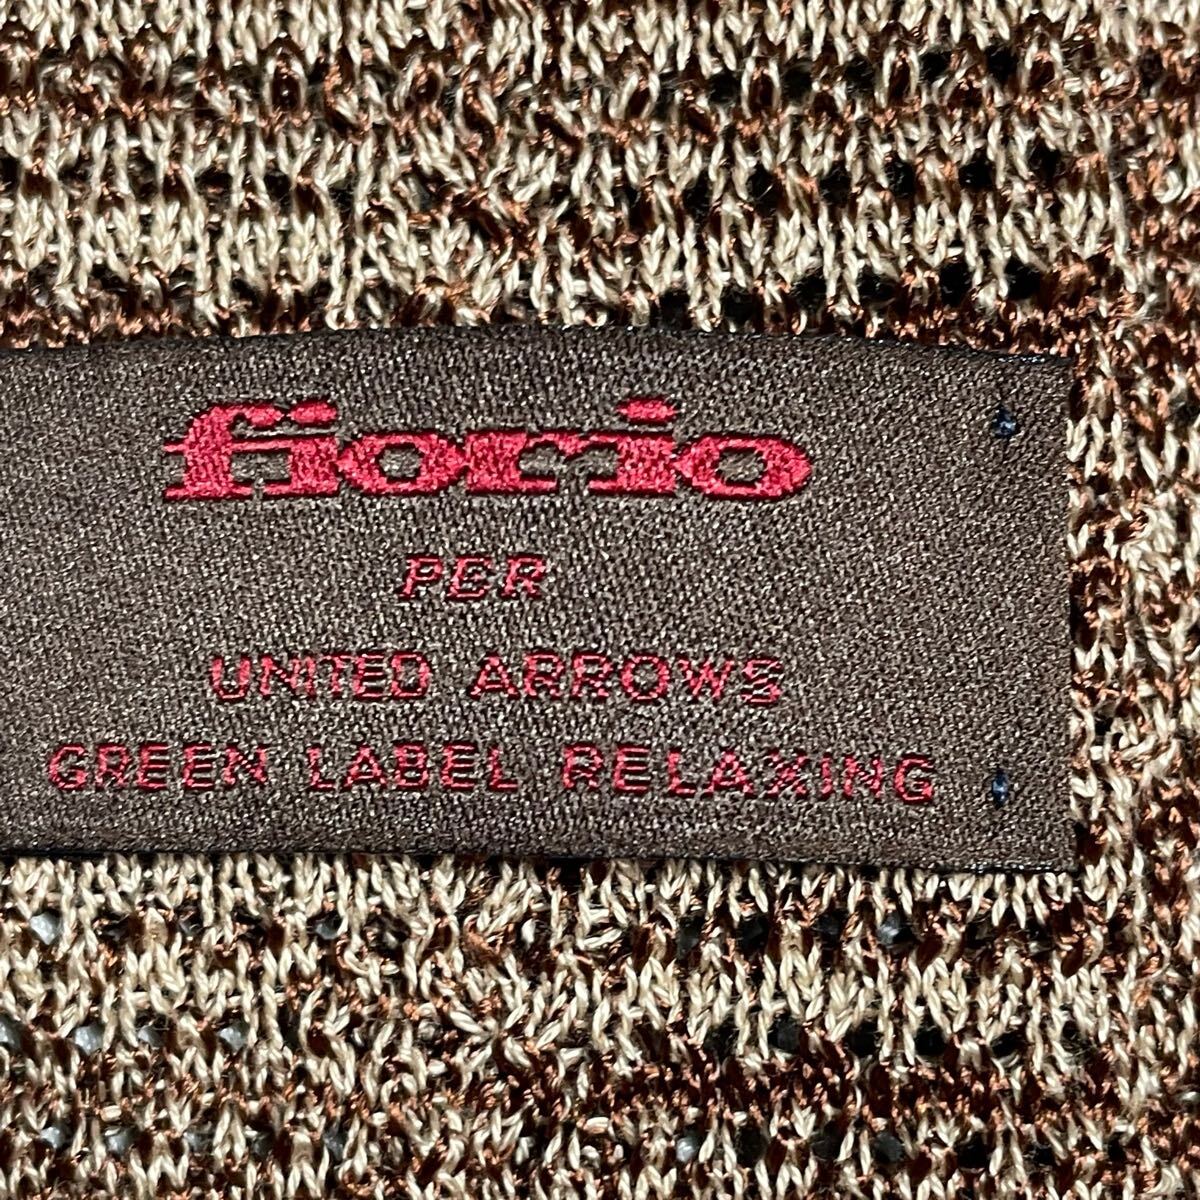 fiorio
PER
UNITED ARROWS
GREEN LABEL RELAXING